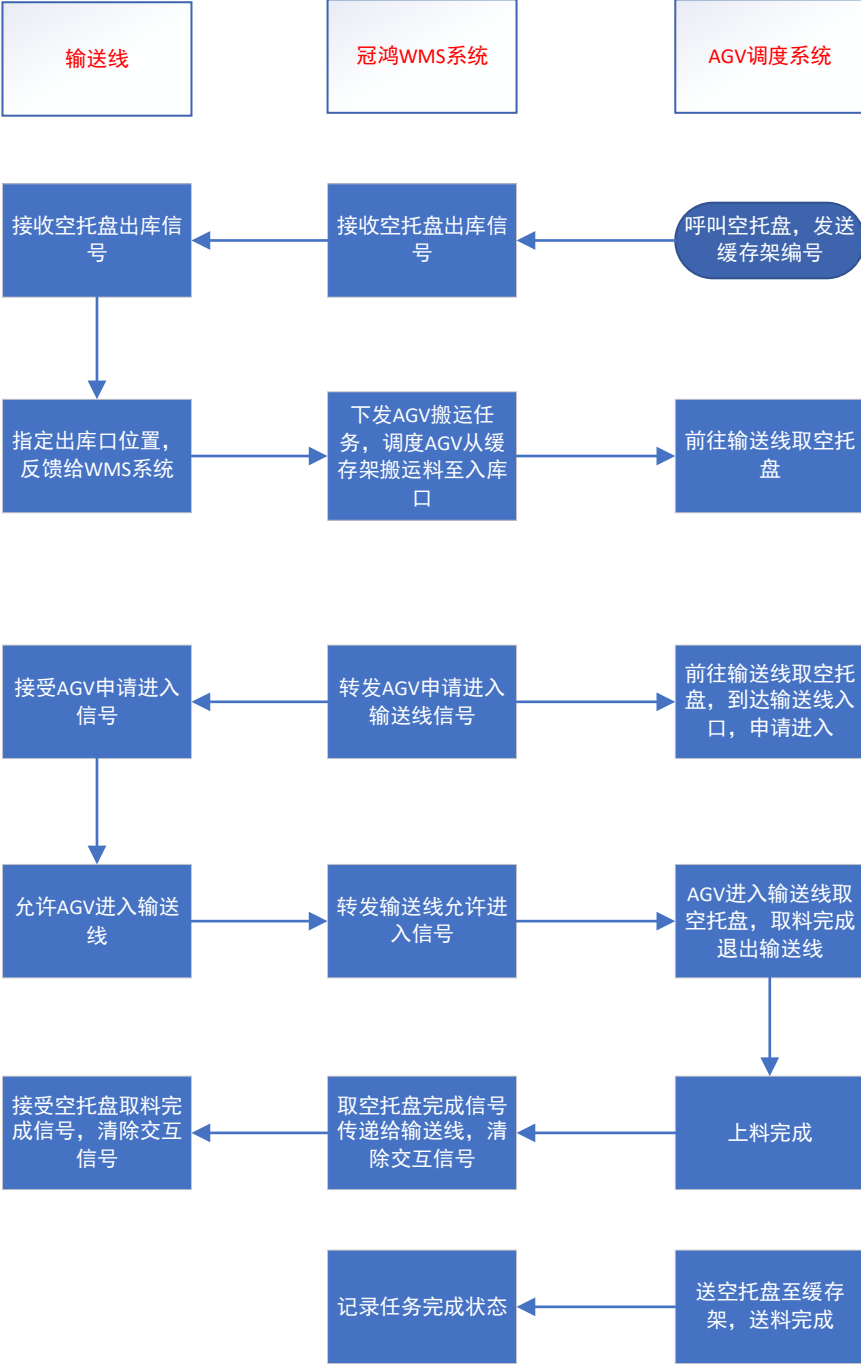 输送线
冠鸿WMS系统
AGV调度系统
接收空托盘出库信
号
接收空托盘出库信
号
呼叫空托盘，发送
缓存架编号
指定出库口位置，
反馈给WMS系统
下发AGV搬运任
务，调度AGV从缓
存架搬运料至入库
口
前往输送线取空托
盘
接受AGV申请进入
信号
转发AGV申请进入
输送线信号
前往输送线取空托
盘，到达输送线入
口，申请进入
允许AGV进入输送
线
转发输送线允许进
入信号
AGV进入输送线取
空托盘，取料完成
退出输送线
接受空托盘取料完
成信号，清除交互
信号
取空托盘完成信号
传递给输送线，清
除交互信号
上料完成
记录任务完成状态
送空托盘至缓存
架，送料完成